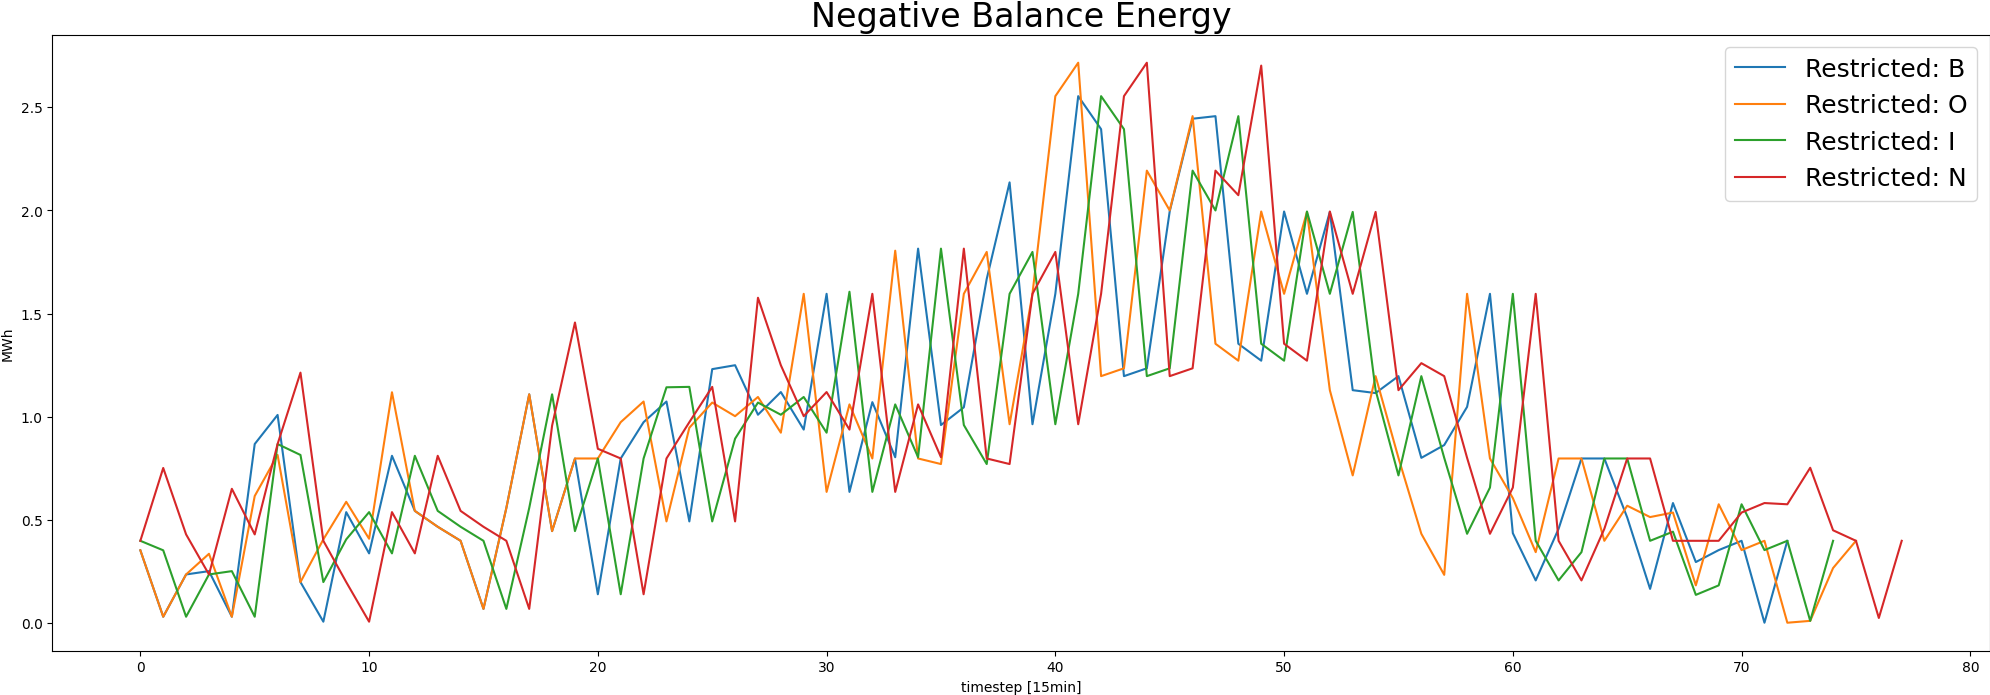 Negative Balance Energy
Restricted: B
Restricted: O
Restricted: I
Restricted: N
MWh
2.5
2.0
1.5
1.0
0.5
0.0
0 10 20 30 40 50 60 70 80
timestep [15min]